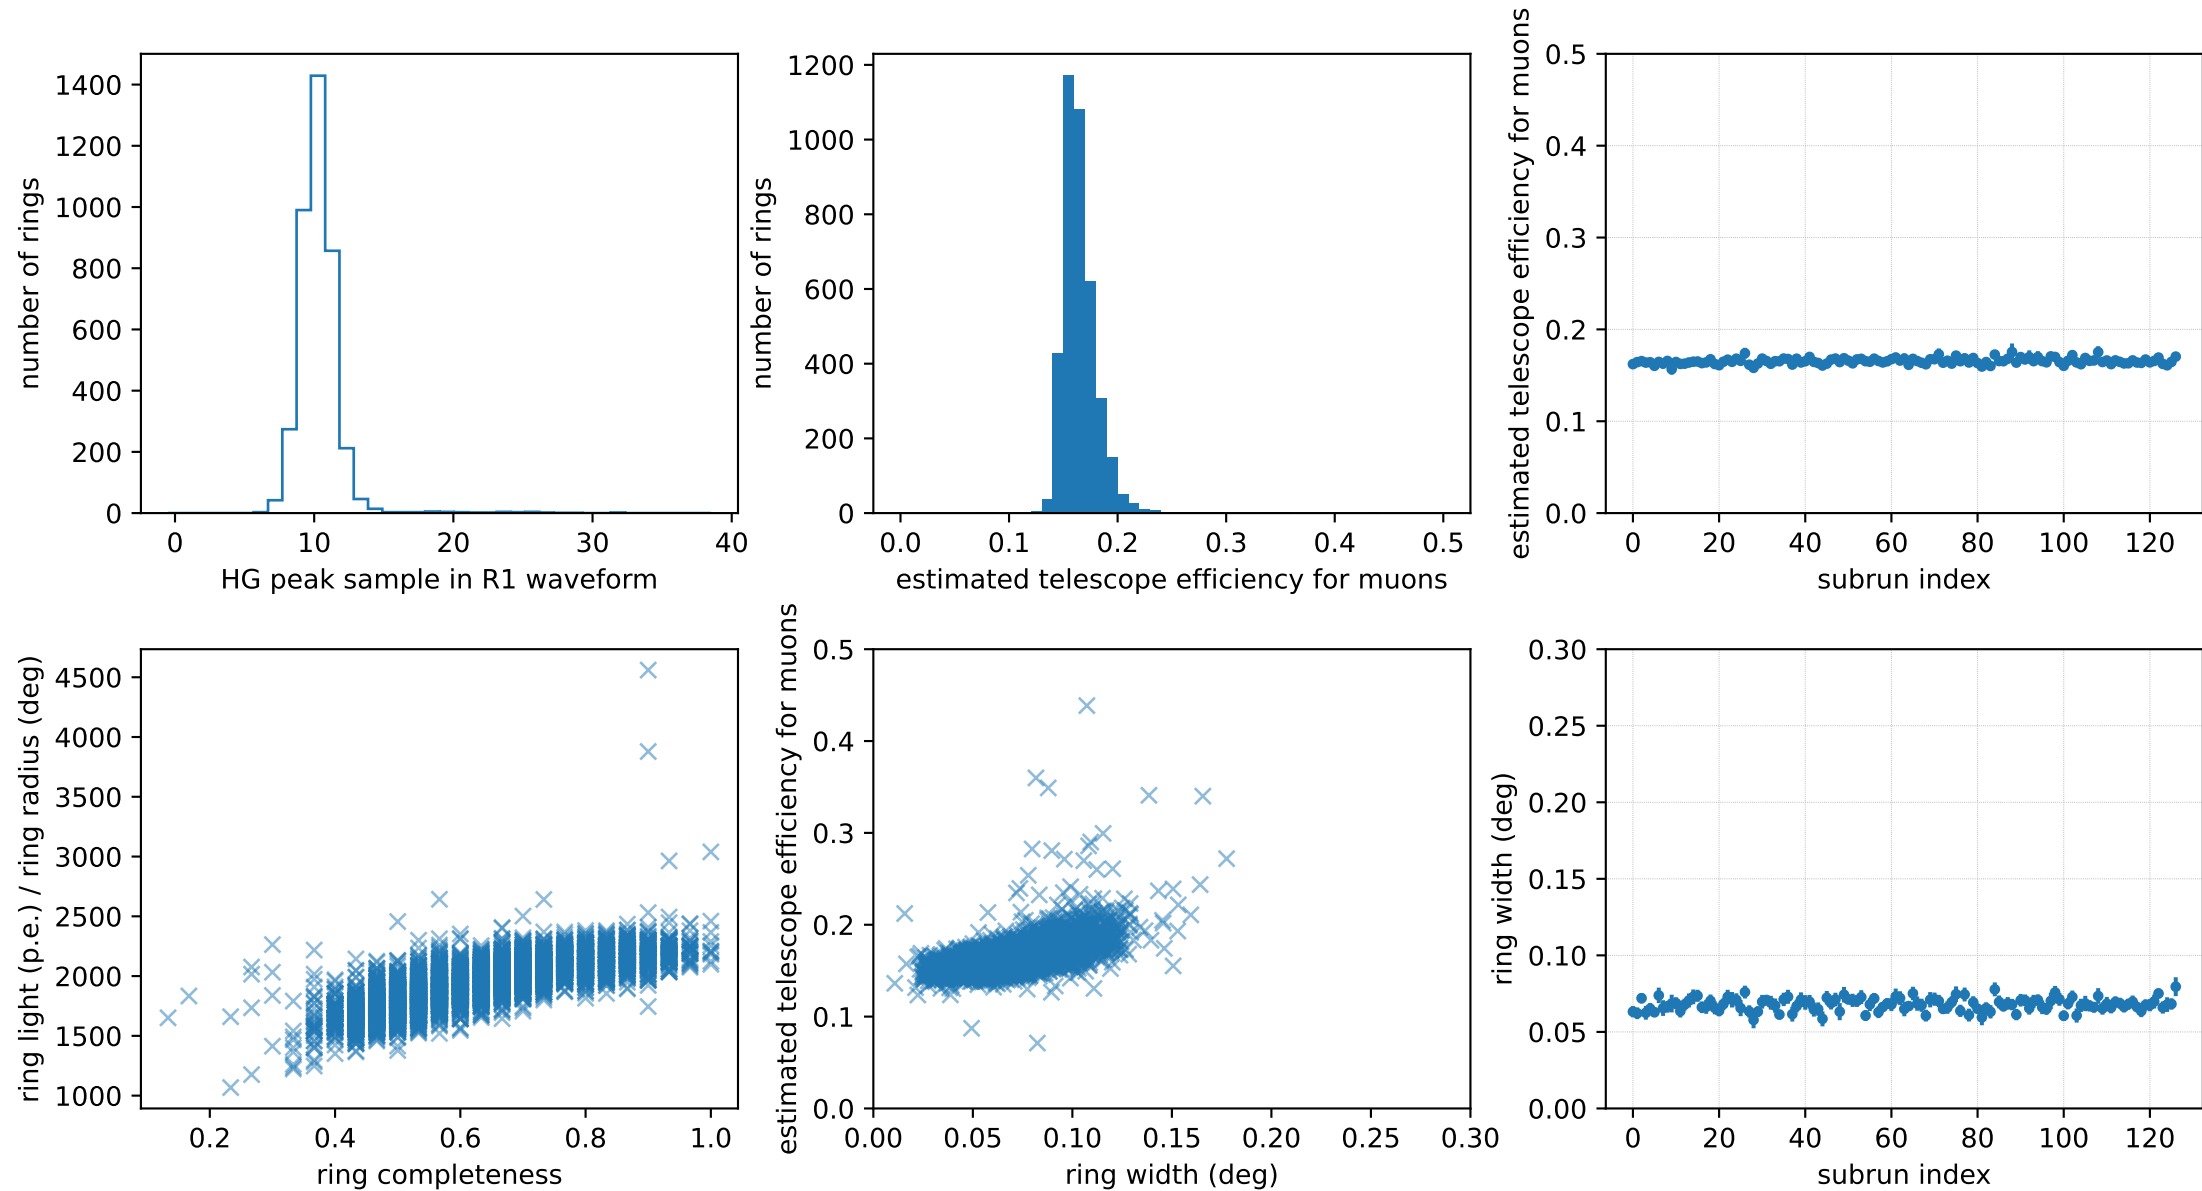 1400
1200
1000
800
600
400
200
0
number of rings
0 10 20 30 40
HG peak sample in R1 waveform
1200
1000
800
600
400
200
0
number of rings
0.0 0.1 0.2 0.3 0.4 0.5
estimated telescope efficiency for muons
0.5
0.4
0.3
0.2
0.1
0.0
estimated telescope efficiency for muons
0 20 40 60 80 100 120
subrun index
4500
4000
3500
3000
2500
2000
1500
1000
ring light (p.e.) / ring radius (deg)
0.2 0.4 0.6 0.8 1.0
ring completeness
0.5
0.4
0.3
0.2
0.1
0.0
estimated telescope efficiency for muons
0.00 0.05 0.10 0.15 0.20 0.25 0.30
ring width (deg)
0.30
0.25
0.20
0.15
0.10
0.05
0.00
ring width (deg)
0 20 40 60 80 100 120
subrun index